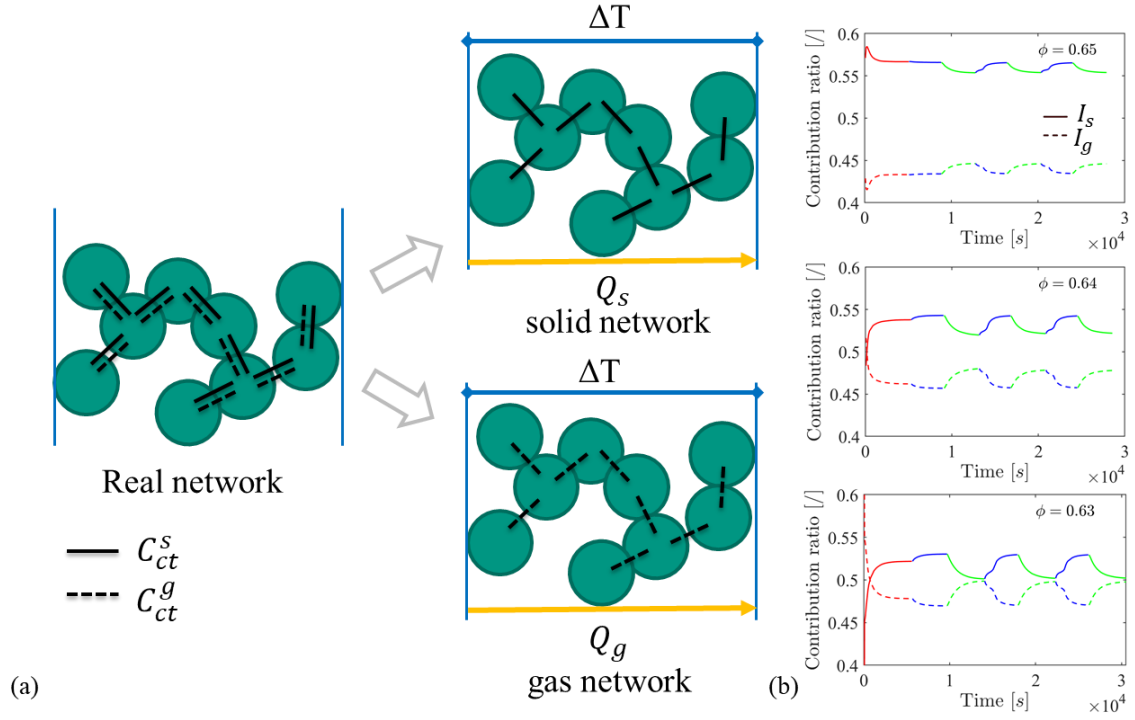 ΔT
Q_s
solid network
Real network
C_ct^s
C_ct^g
ΔT
Q_g
gas network
(a)
(b)
0.6
0.55
0.5
0.45
0.4
Contribution ratio [/]
ϕ = 0.65
I_s
I_g
0 1 2 3
Time [s]
×10^4
0.6
0.55
0.5
0.45
0.4
Contribution ratio [/]
ϕ = 0.64
0 1 2 3
Time [s]
×10^4
0.6
0.55
0.5
0.45
0.4
Contribution ratio [/]
ϕ = 0.63
0 1 2 3
Time [s]
×10^4